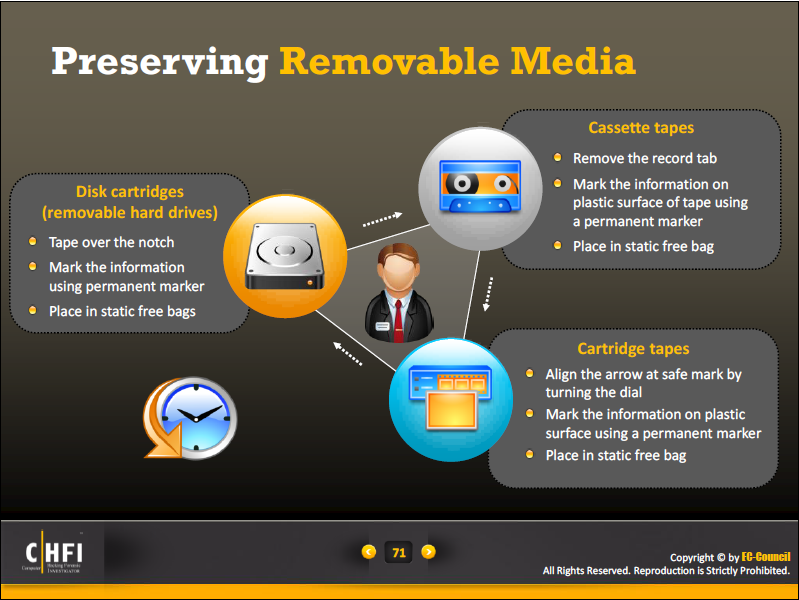 Preserving Removable Media
Cassette tapes
Remove the record tab
Mark the information on
plastic surface of tape using
a permanent marker
Place in static free bag
Disk cartridges
(removable hard drives)
Tape over the notch
Mark the information
using permanent marker
Place in static free bags
Cartridge tapes
Align the arrow at safe mark by
turning the dial
Mark the information on plastic
surface using a permanent marker
Place in static free bag
CHFI
Computer Hacking Forensic
INVESTIGATOR
71
Copyright © by EC-Council
All Rights Reserved. Reproduction is Strictly Prohibited.